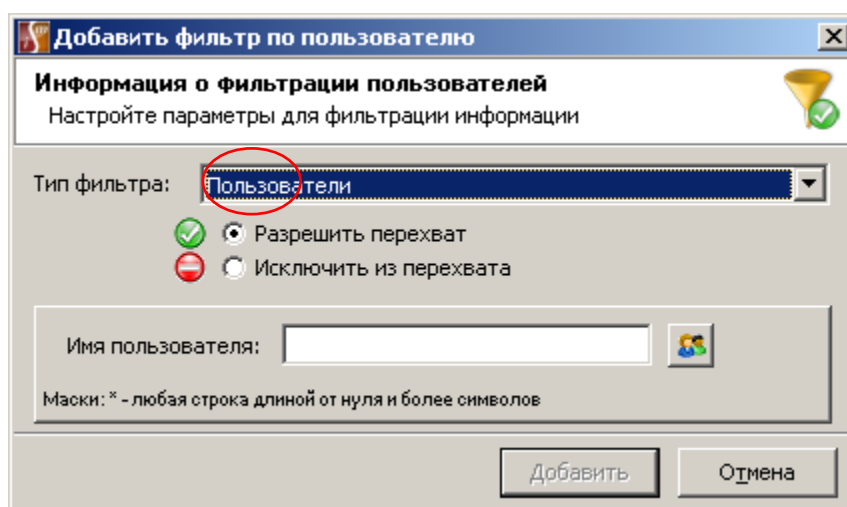 Добавить фильтр по пользователю
Информация о фильтрации пользователей
Настройте параметры для фильтрации информации
Тип фильтра: Пользователи
Разрешить перехват
Исключить из перехвата
Имя пользователя:
Маски: * - любая строка длиной от нуля и более символов
Добавить Отмена